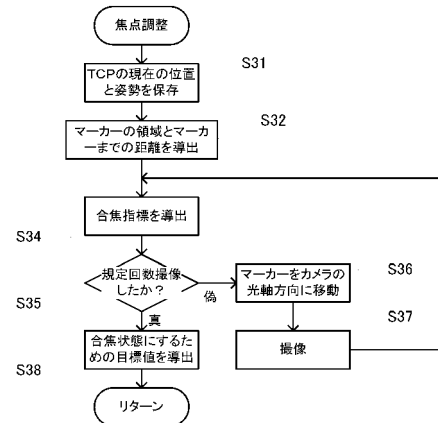 焦点調整
S31
TCPの現在の位置
と姿勢を保存
S32
マーカーの領域とマーカ
ーまでの距離を導出
合焦指標を導出
S34
規定回数撮像
したか？
偽
マーカーをカメラの
光軸方向に移動
S36
S35
真
S37
合焦状態にするた
めの目標値を導出
撮像
S38
リターン